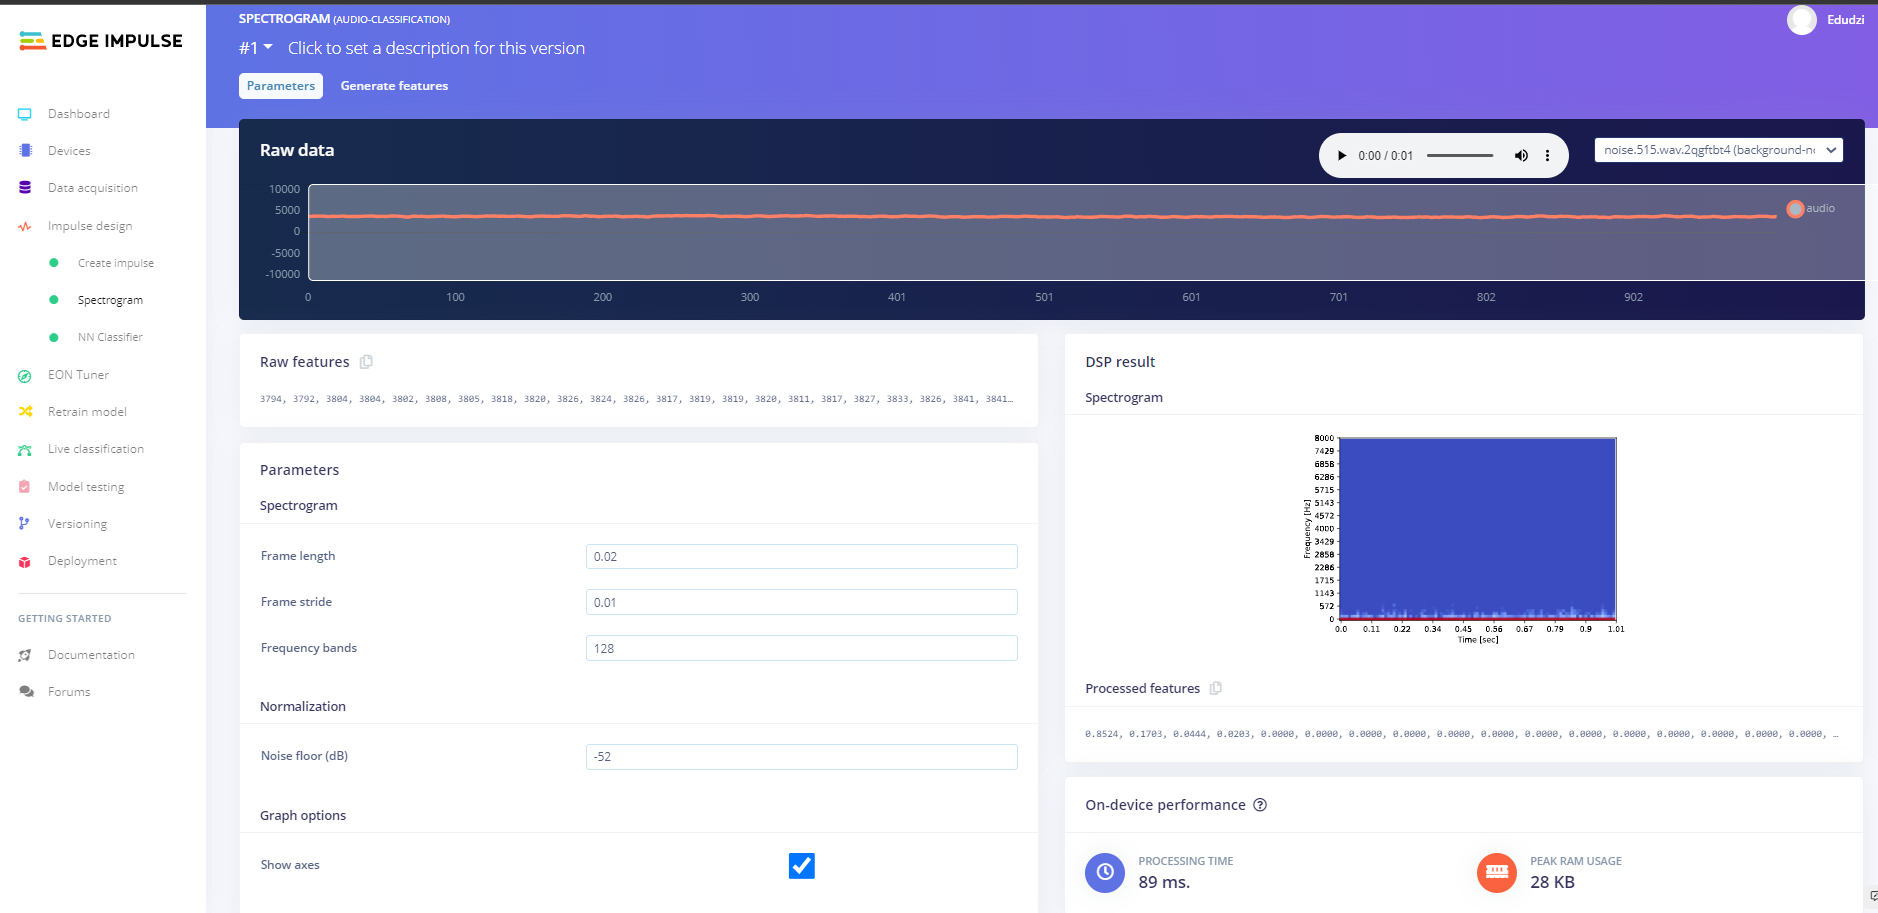 EDGE IMPULSE
Dashboard
Devices
Data acquisition
Impulse design
Create impulse
Spectrogram
NN Classifier
EON Tuner
Retrain model
Live classification
Model testing
Versioning
Deployment
GETTING STARTED
Documentation
Forums
SPECTROGRAM (AUDIO-CLASSIFICATION)
Edudzi
#1 Click to set a description for this version
Parameters Generate features
Raw data
0:00 / 0:01
noise.515.wav.2qgftbt4 (background-n
10000
5000
0
-5000
-10000
audio
0 100 200 300 401 501 601 701 802 902
Raw features
3794, 3792, 3804, 3804, 3802, 3808, 3805, 3818, 3820, 3826, 3824, 3826, 3817, 3819, 3819, 3820, 3811, 3817, 3827, 3833, 3826, 3841, 3841…
Parameters
Spectrogram
Frame length 0.02
Frame stride 0.01
Frequency bands 128
Normalization
Noise floor (dB) -52
Graph options
Show axes
DSP result
Spectrogram
8000
7429
6858
6286
5715
5143
4572
4000
3429
2858
2286
1715
1143
572
0
Frequency [Hz]
0.0 0.11 0.22 0.34 0.45 0.56 0.67 0.79 0.9 1.01
Time [sec]
Processed features
0.8524, 0.1703, 0.0444, 0.0203, 0.0000, 0.0000, 0.0000, 0.0000, 0.0000, 0.0000, 0.0000, 0.0000, 0.0000, 0.0000, 0.0000, 0.0000, 0.0000, …
On-device performance
PROCESSING TIME
89 ms.
PEAK RAM USAGE
28 KB